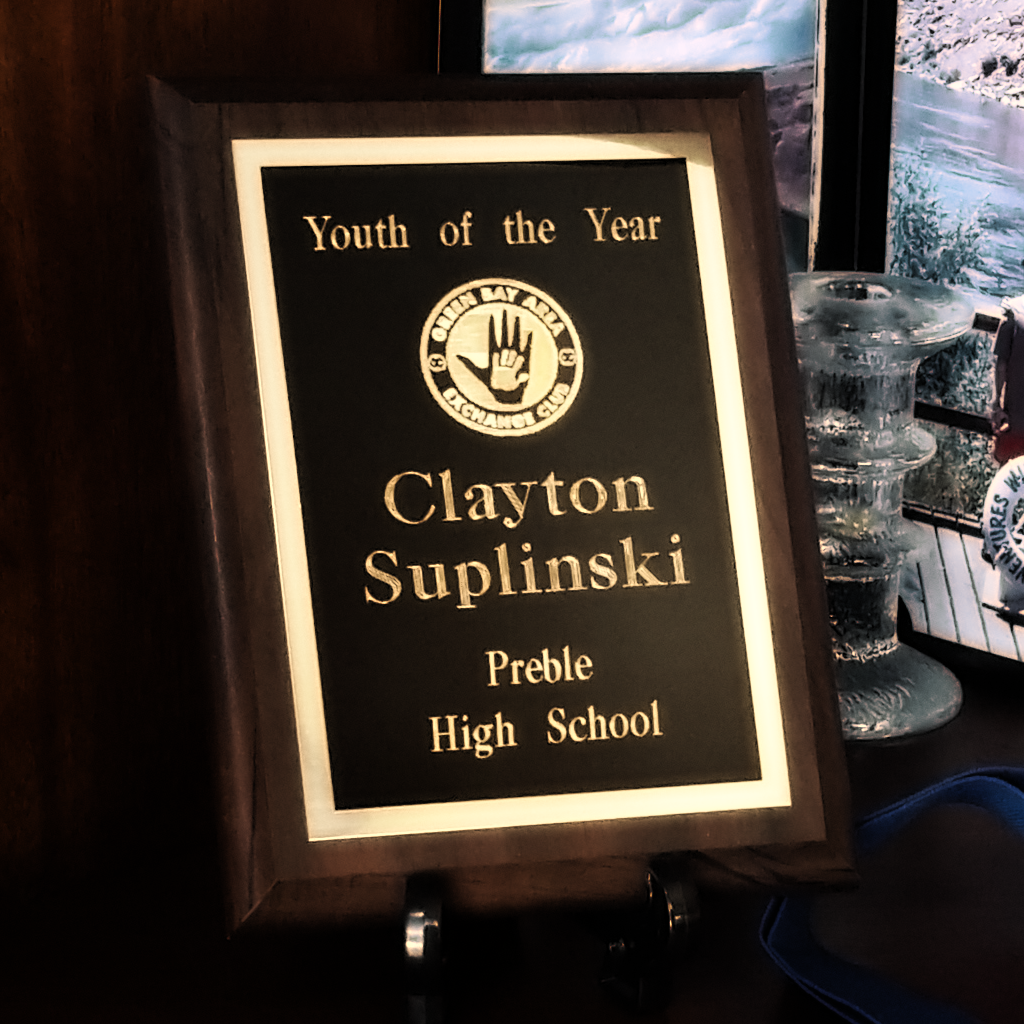 Youth of the Year
GREEN BAY AREA
EXCHANGE CLUB
Clayton
Suplinski
Preble
High School